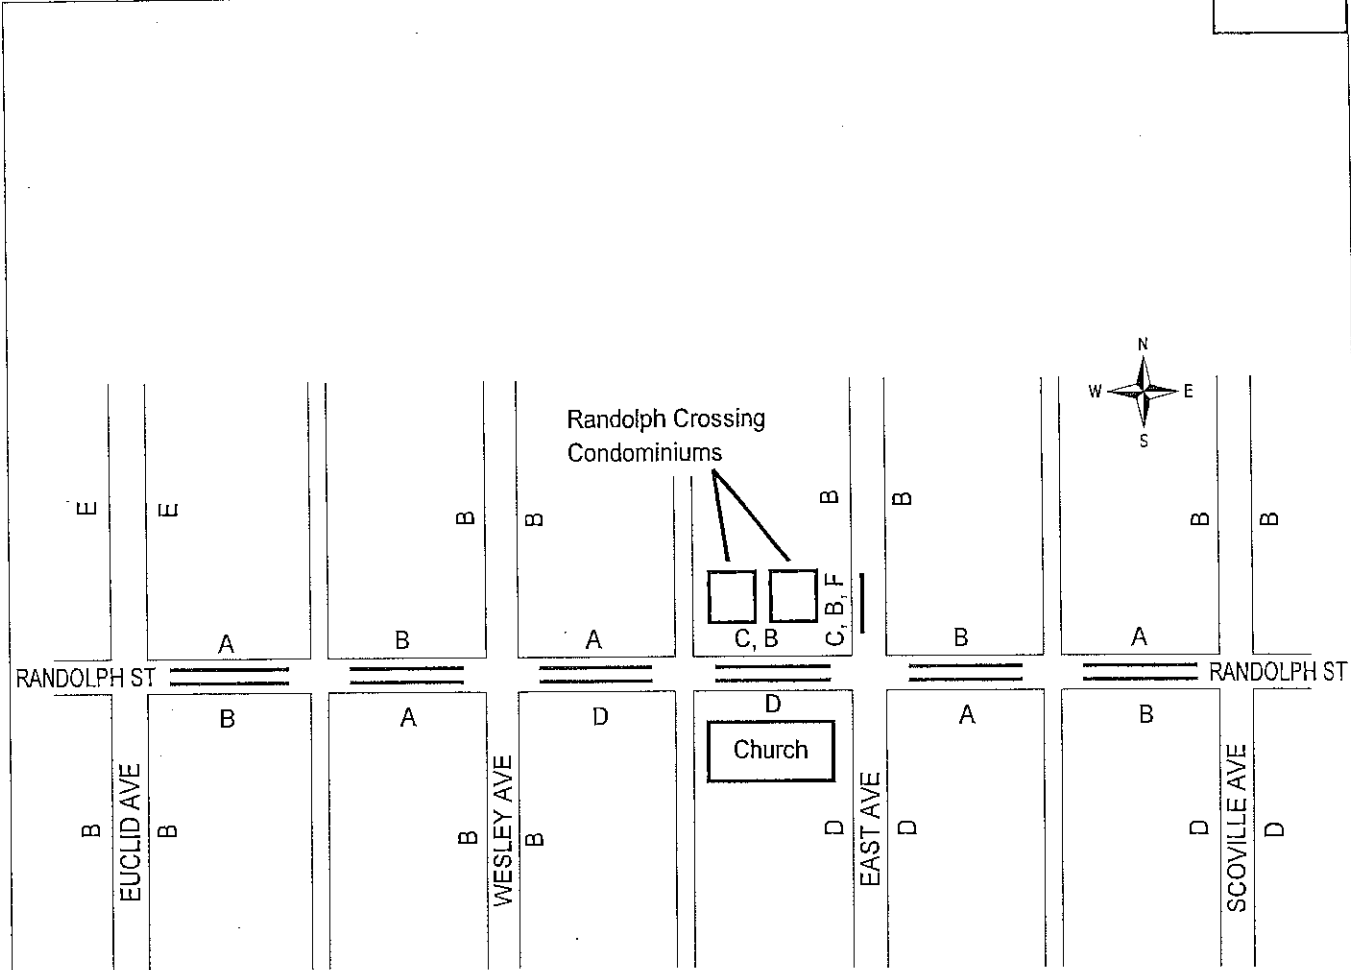 N
W E
S
Randolph Crossing
Condominiums
E E B B B B B B
C, B, F
A B A C, B B A
RANDOLPH ST RANDOLPH ST
B A D D A B
Church
EUCLID AVE
WESLEY AVE
EAST AVE
SCOVILLE AVE
B B B B D D D D